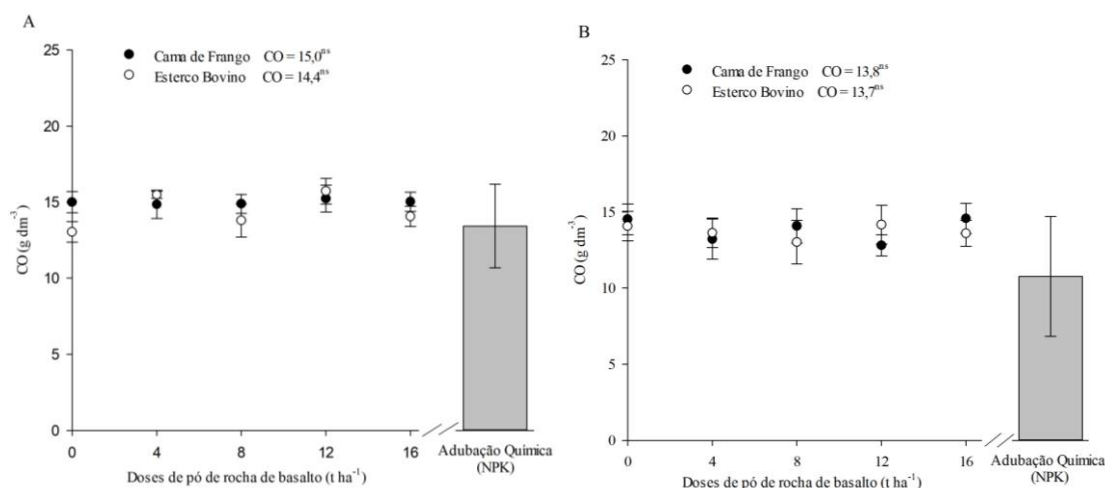 A
25
20
15
10
5
0
CO (g dm⁻³)
● Cama de Frango CO = 15,0ⁿˢ
○ Esterco Bovino CO = 14,4ⁿˢ
0 4 8 12 16
Doses de pó de rocha de basalto (t ha⁻¹)
Adubação Química
(NPK)
B
25
20
15
10
5
0
CO (g dm⁻³)
● Cama de Frango CO = 13,8ⁿˢ
○ Esterco Bovino CO = 13,7ⁿˢ
0 4 8 12 16
Doses de pó de rocha de basalto (t ha⁻¹)
Adubação Química
(NPK)